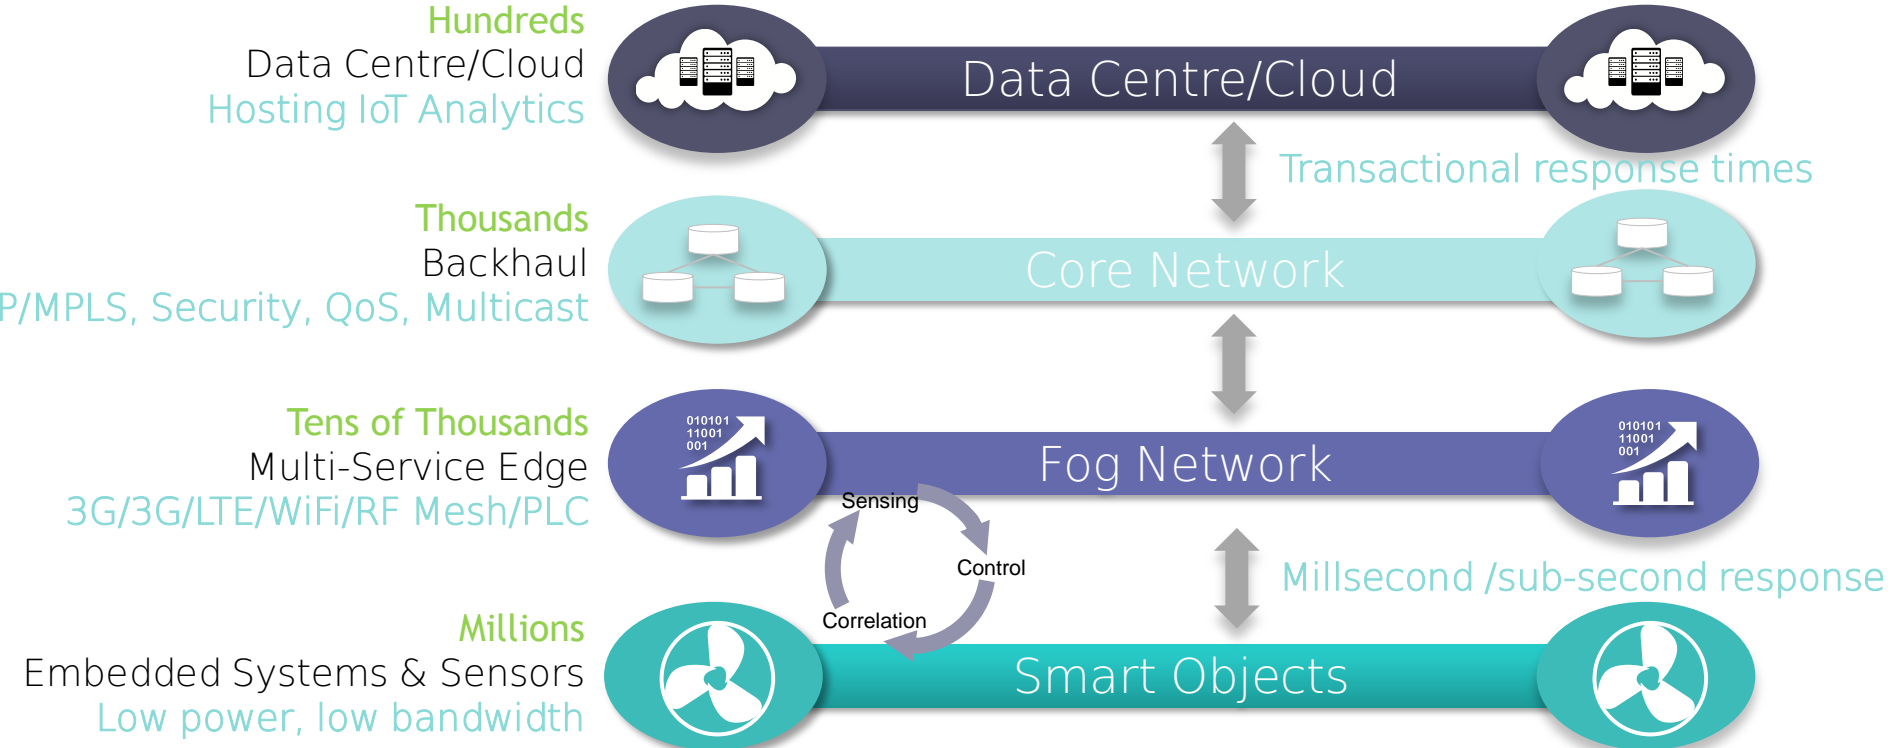 Hundreds
Data Centre/Cloud
Hosting IoT Analytics
Data Centre/Cloud
Transactional response times
Thousands
Backhaul
P/MPLS, Security, QoS, Multicast
Core Network
Tens of Thousands
Multi-Service Edge
3G/3G/LTE/WiFi/RF Mesh/PLC
010101
11001
001
Fog Network
010101
11001
001
Sensing
Control
Correlation
Millsecond /sub-second response
Millions
Embedded Systems & Sensors
Low power, low bandwidth
Smart Objects